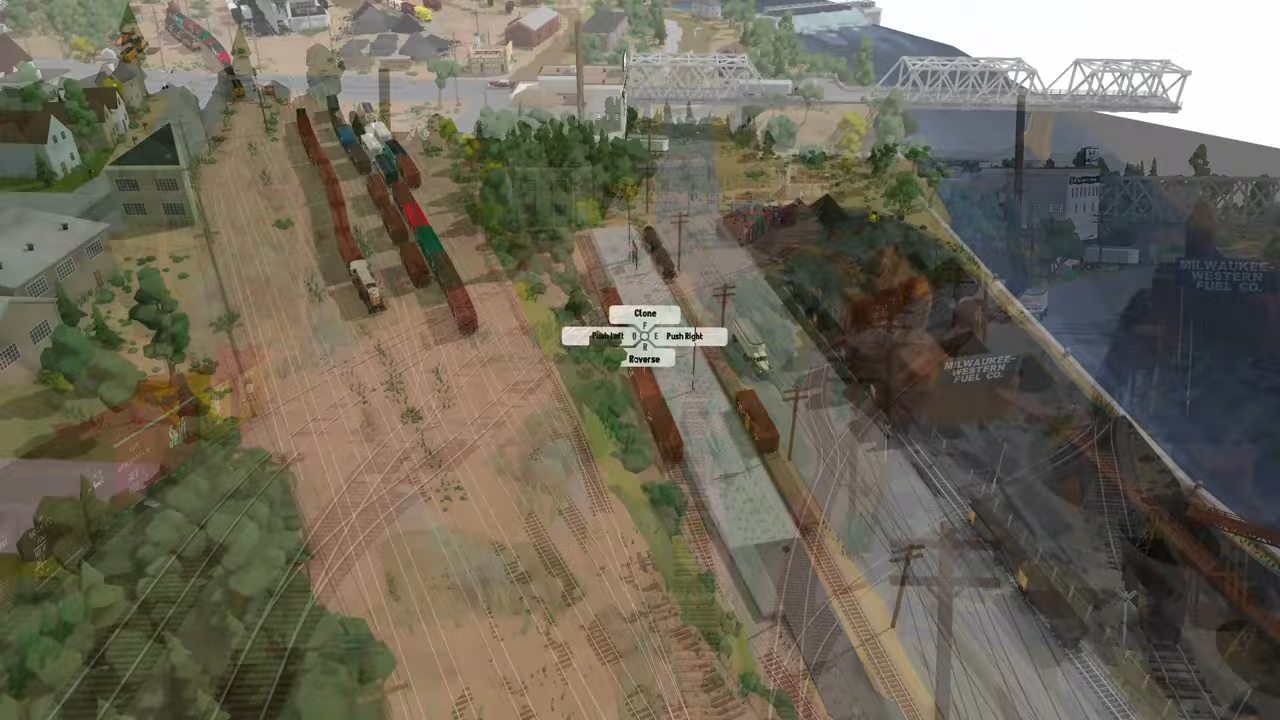 MILWAUKEE-
WESTERN
FUEL CO.
Clone
F
Push Left
D
E
Push Right
R
Reverse
MILWAUKEE-
WESTERN
FUEL CO.